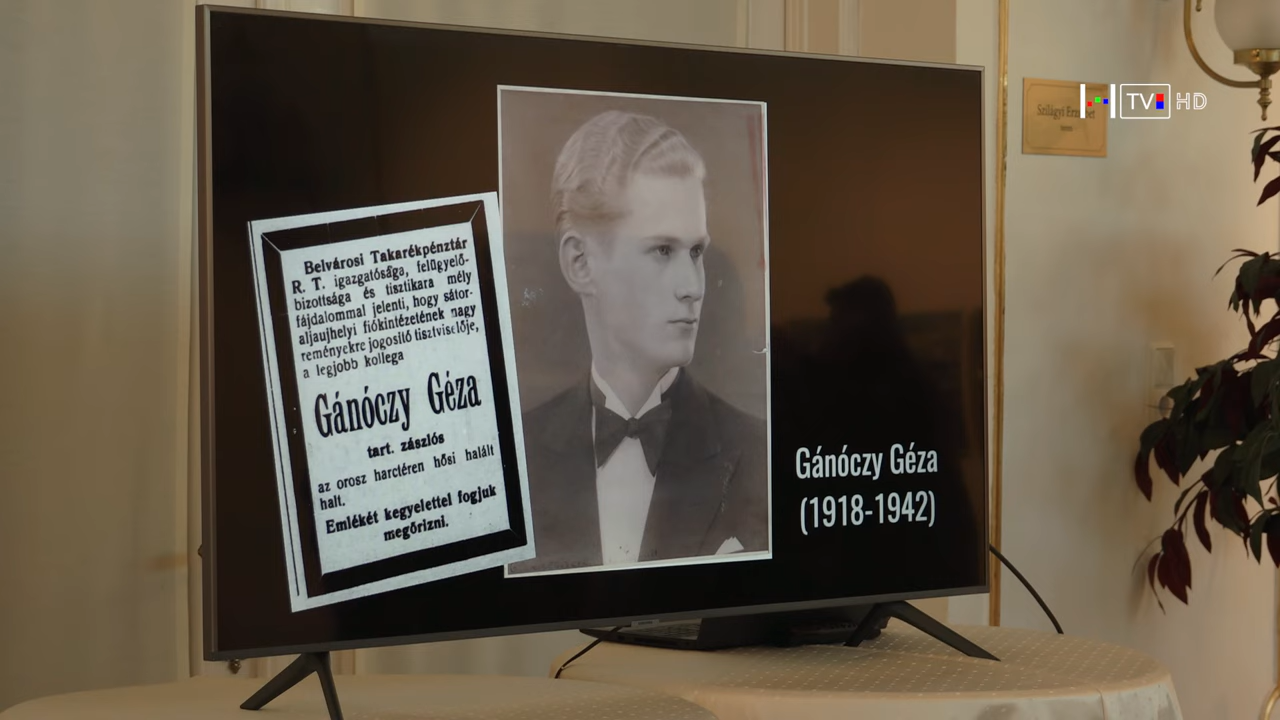 Belvárosi Takarékpénztár
R. T. igazgatósága, felügyelő-
bizottsága és tisztikara mély
fájdalommal jelenti, hogy sátor-
aljaujhelyi fiókintézetének nagy
reményekre jogosító tisztviselője,
a legjobb kollega
Gánóczy Géza
tart. zászlós
az orosz harctéren hősi halált
halt.
Emlékét kegyelettel fogjuk
megőrizni.
Gánóczy Géza
(1918-1942)
Szilágyi
TV
HD